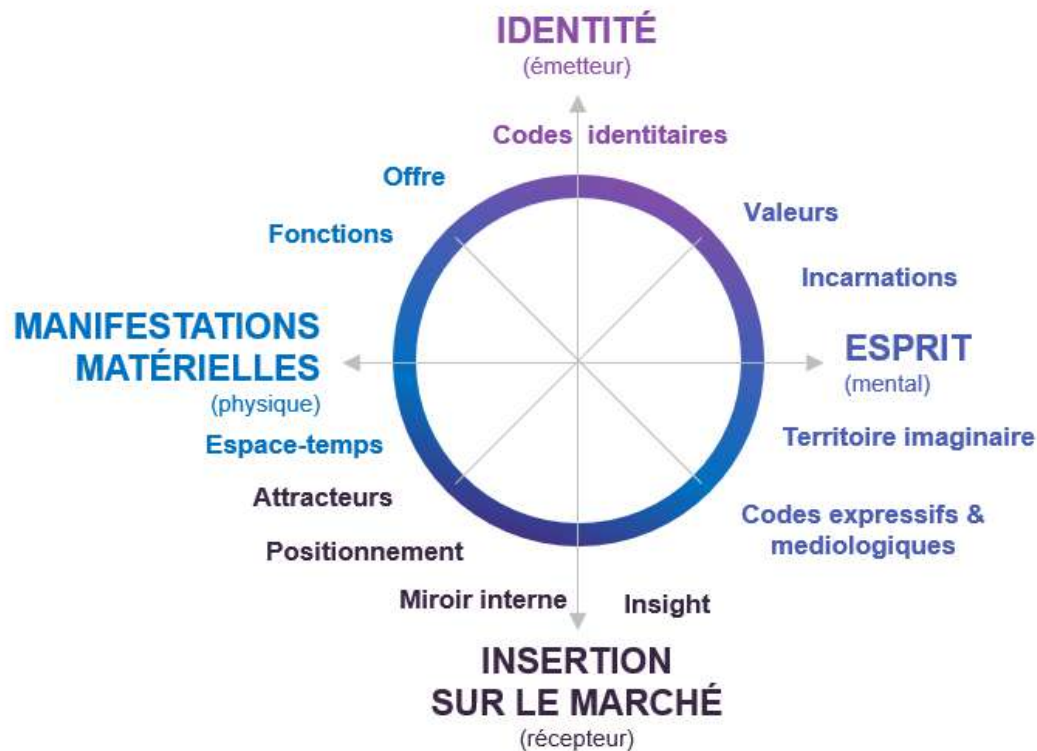 IDENTITÉ
(émetteur)
Codes identitaires
Offre
Valeurs
Fonctions
Incarnations
MANIFESTATIONS
MATÉRIELLES
(physique)
ESPRIT
(mental)
Espace-temps
Territoire imaginaire
Attracteurs
Codes expressifs &
mediologiques
Positionnement
Miroir interne
Insight
INSERTION
SUR LE MARCHÉ
(récepteur)